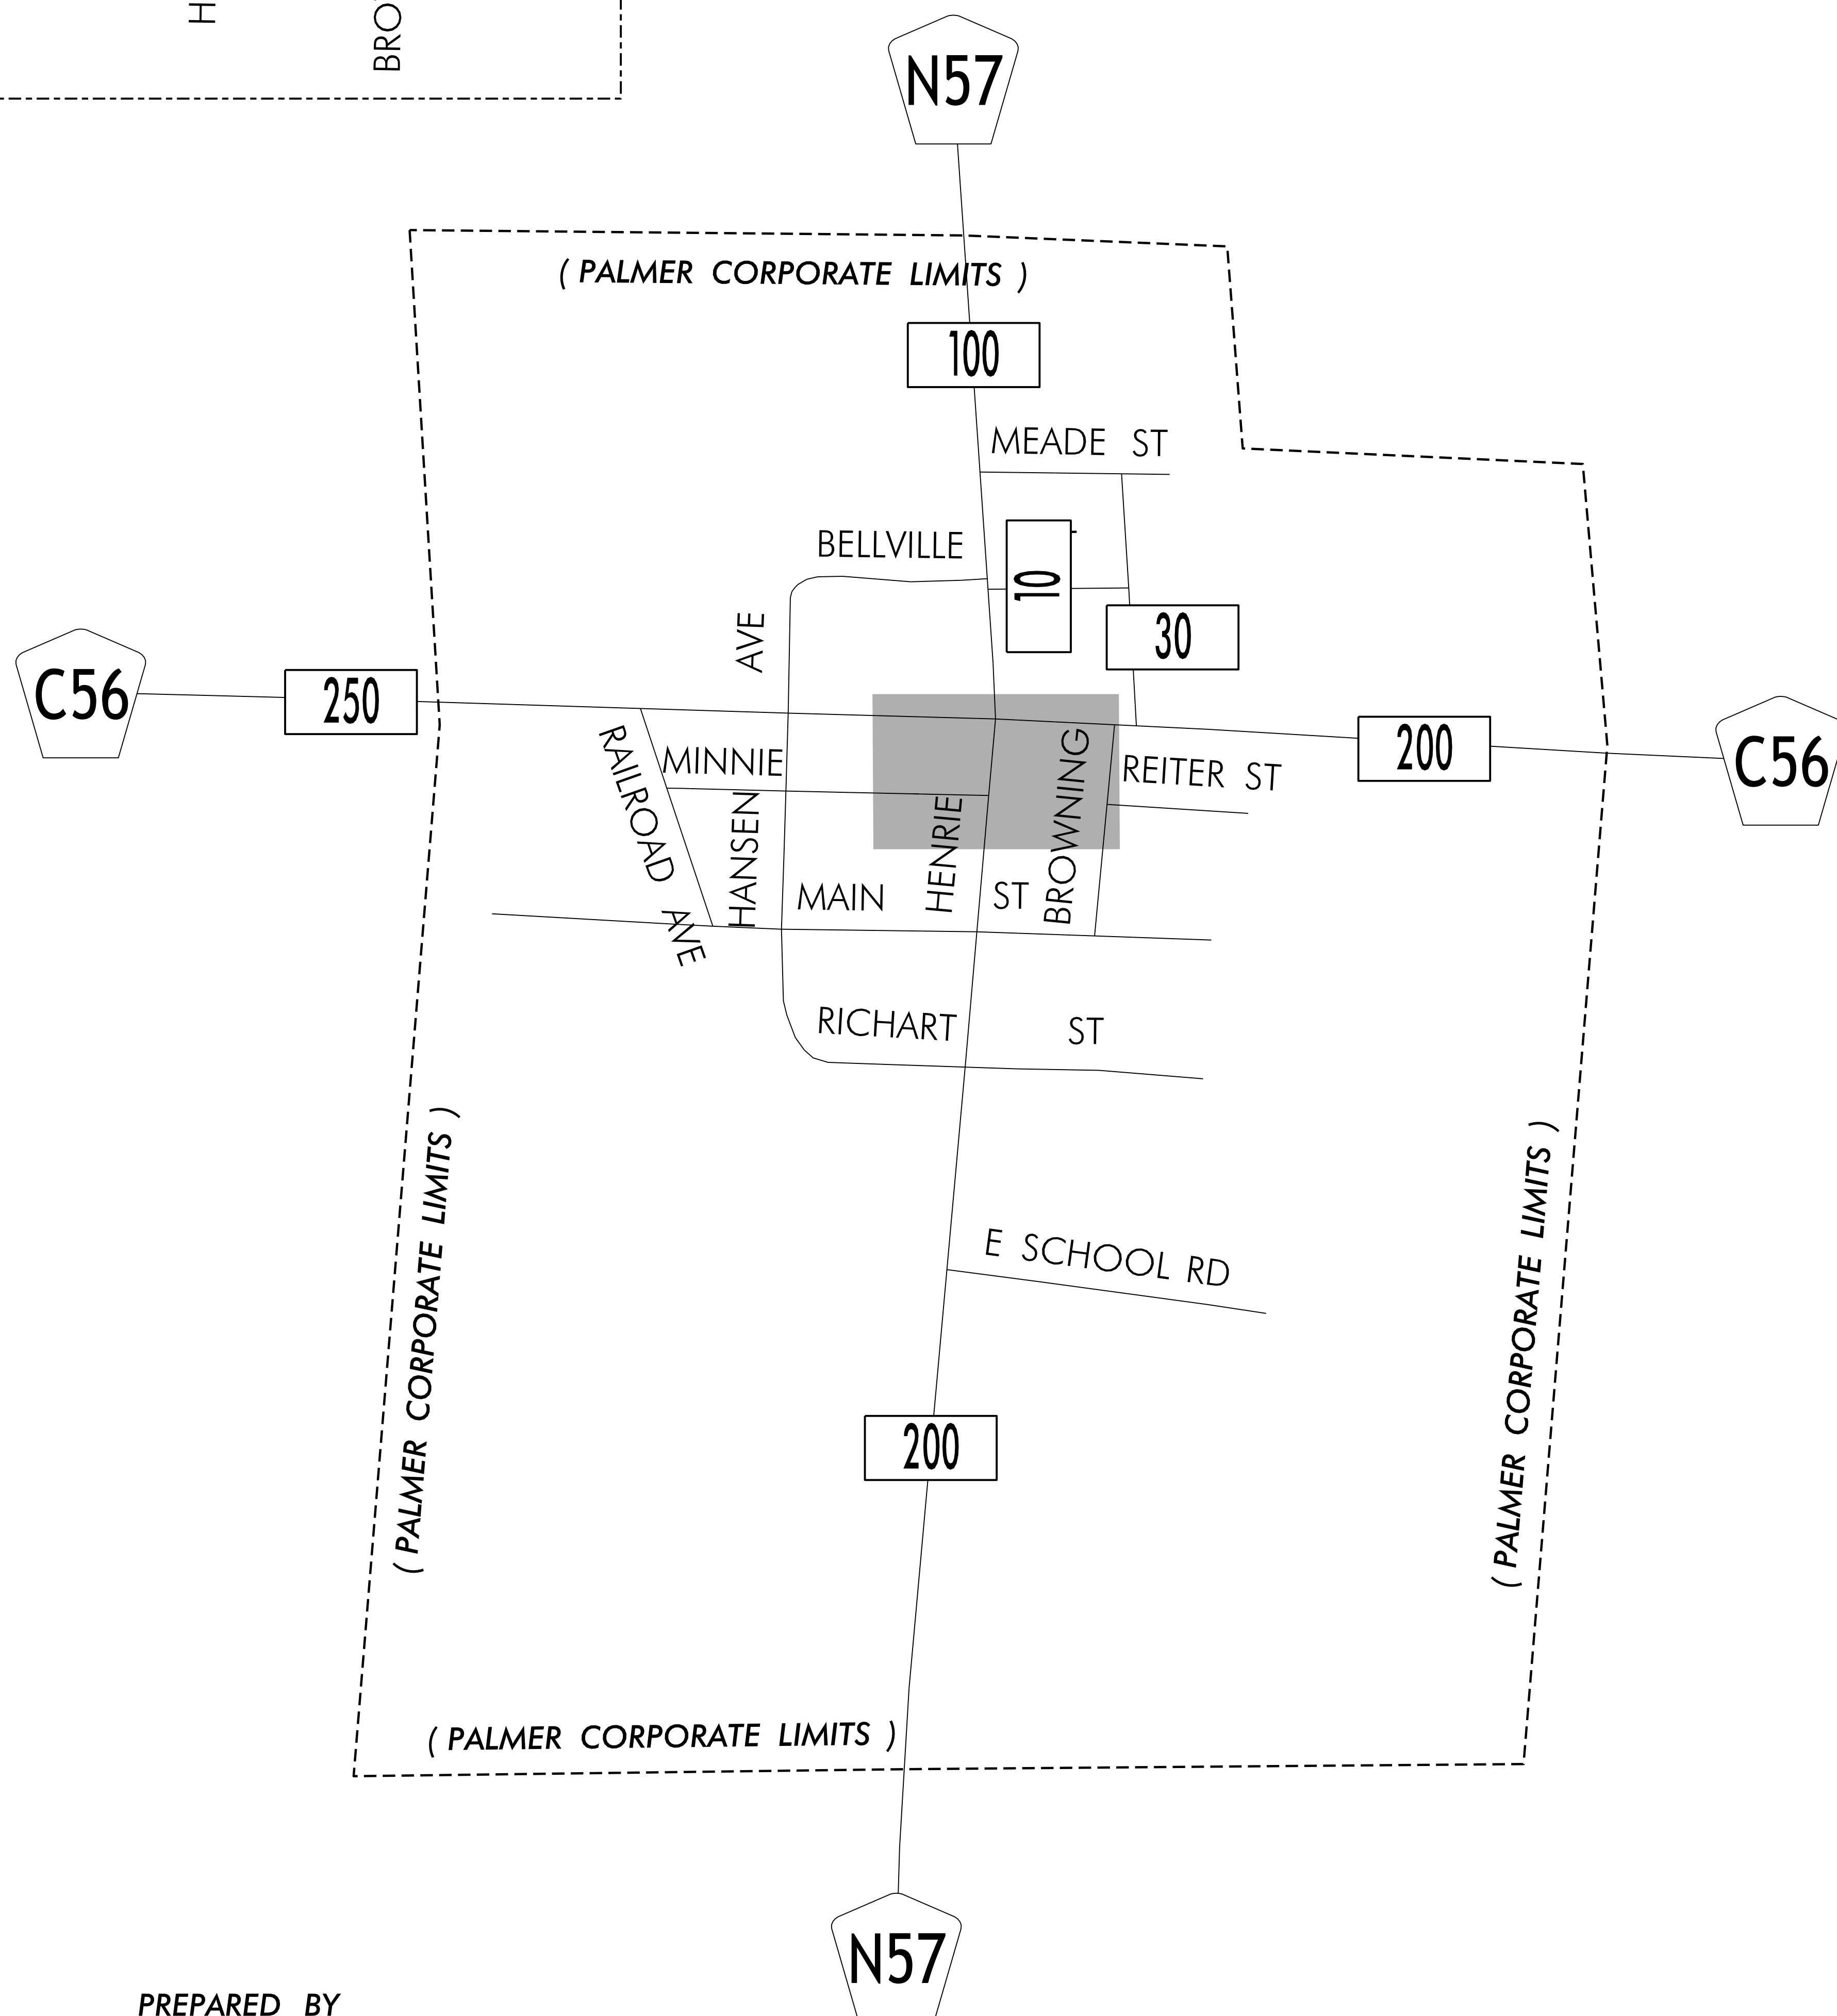 H
BRO
N57
( PALMER CORPORATE LIMITS )
100
MEADE ST
BELLVILLE
10
AVE
30
C56
250
200
C56
RAILROAD ANE
MINNIE
REITER ST
HANSEN
HENRIE
BROWNING
MAIN ST
RICHART ST
( PALMER CORPORATE LIMITS )
( PALMER CORPORATE LIMITS )
E SCHOOL RD
200
( PALMER CORPORATE LIMITS )
N57
PREPARED BY